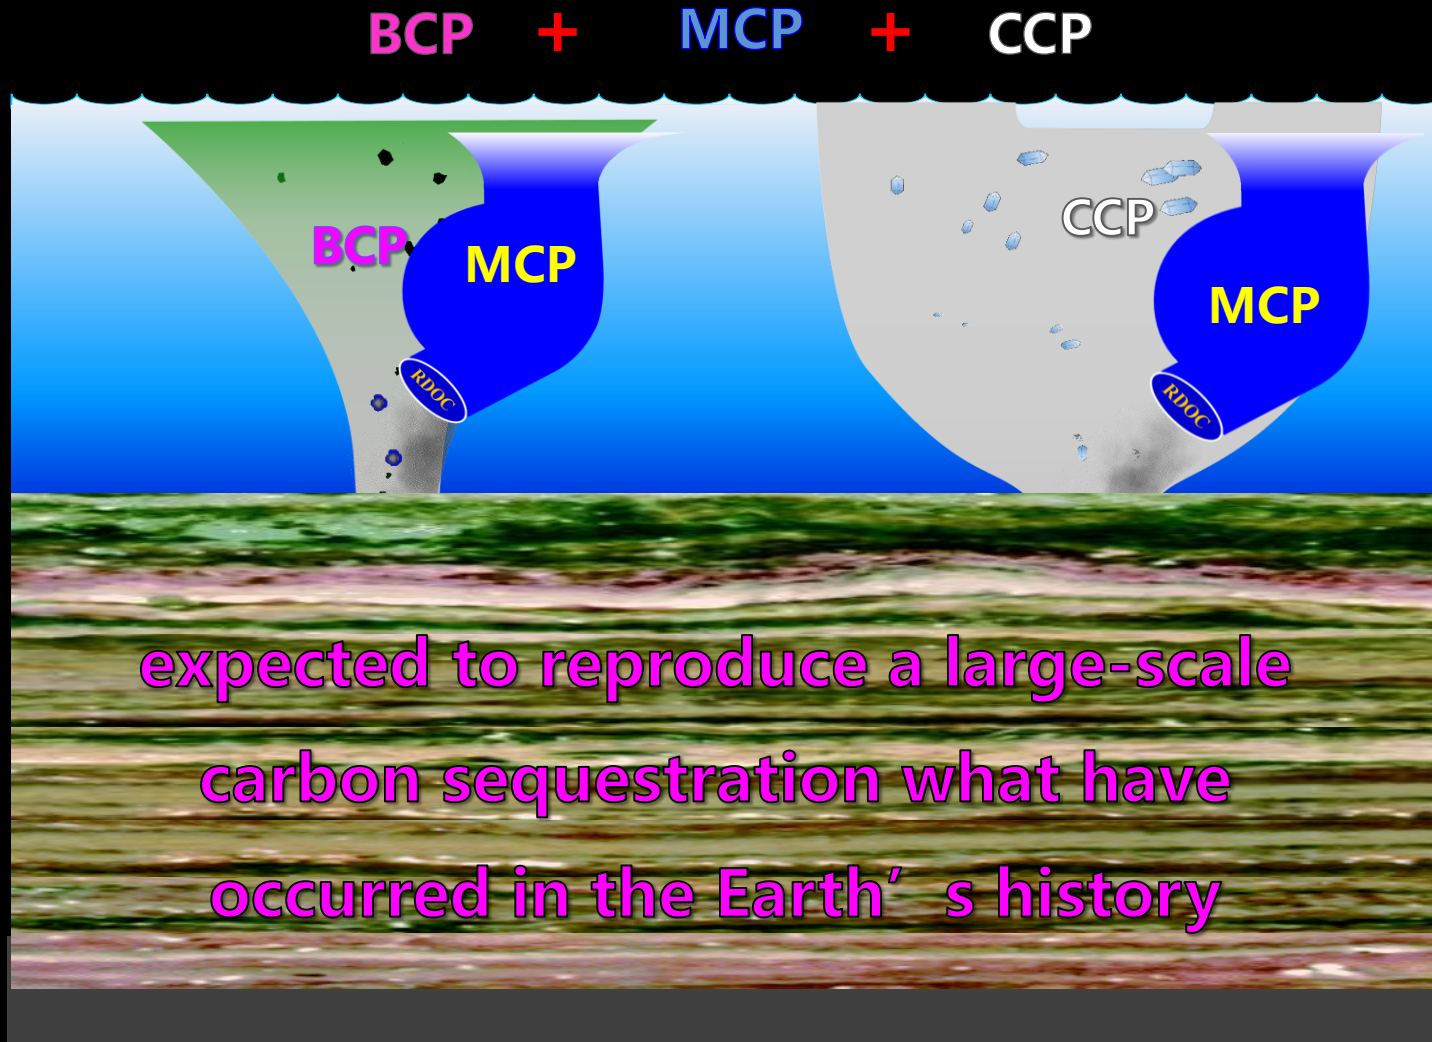 BCP + MCP + CCP
BCP
MCP
RDOC
CCP
MCP
RDOC
expected to reproduce a large-scale
carbon sequestration what have
occurred in the Earth’s history